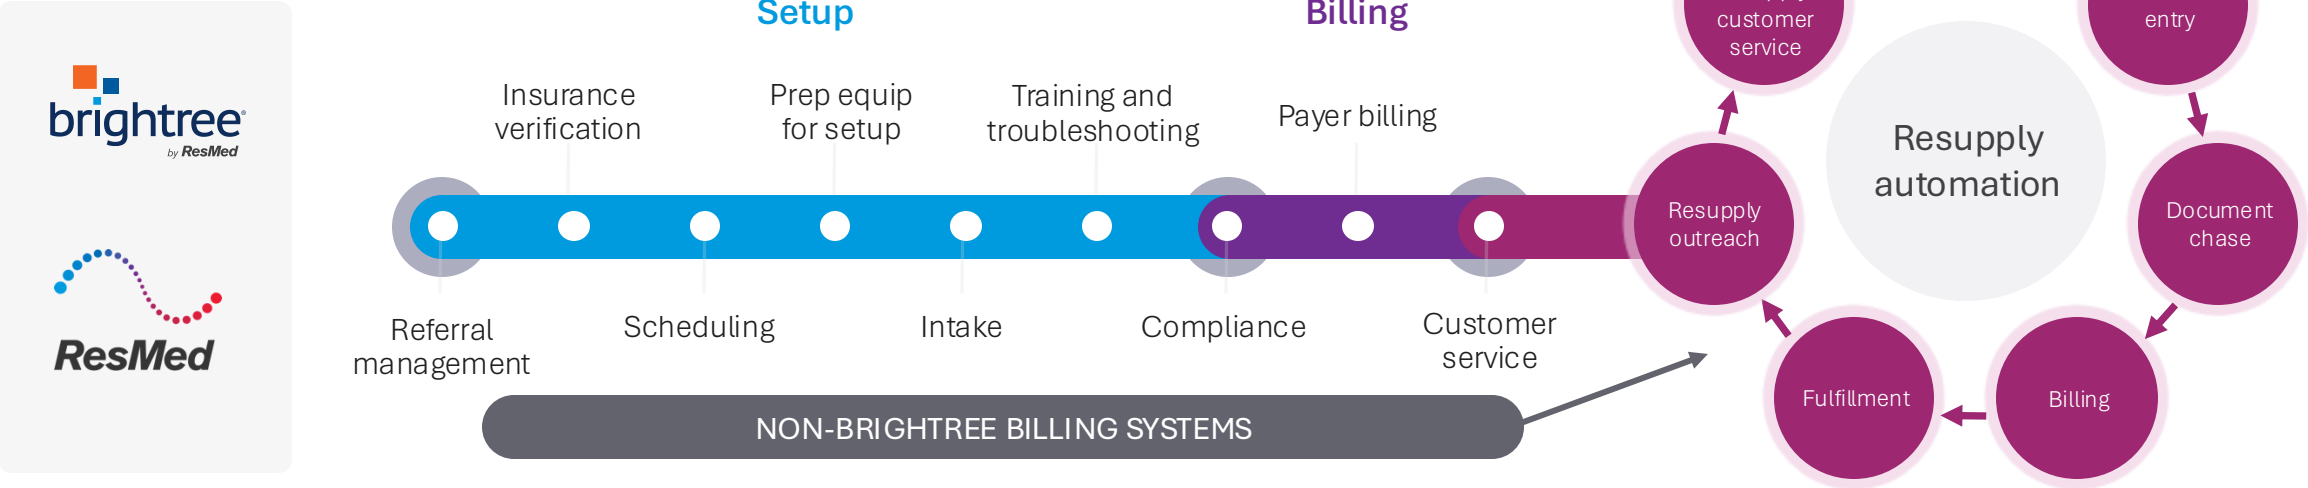 brightree®
by ResMed
ResMed
Setup
Billing
Insurance
verification
Prep equip
for setup
Training and
troubleshooting
Payer billing
Referral
management
Scheduling
Intake
Compliance
Customer
service
NON-BRIGHTREE BILLING SYSTEMS
customer
service
entry
Resupply
automation
Resupply
outreach
Document
chase
Fulfillment
Billing